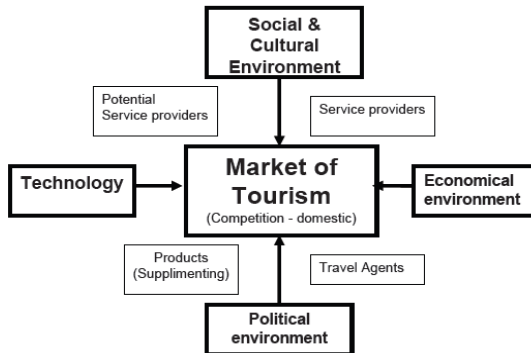 Social &
Cultural
Environment
Potential
Service providers
Service providers
Technology
Market of
Tourism
(Competition - domestic)
Economical
environment
Products
(Supplimenting)
Travel Agents
Political
environment